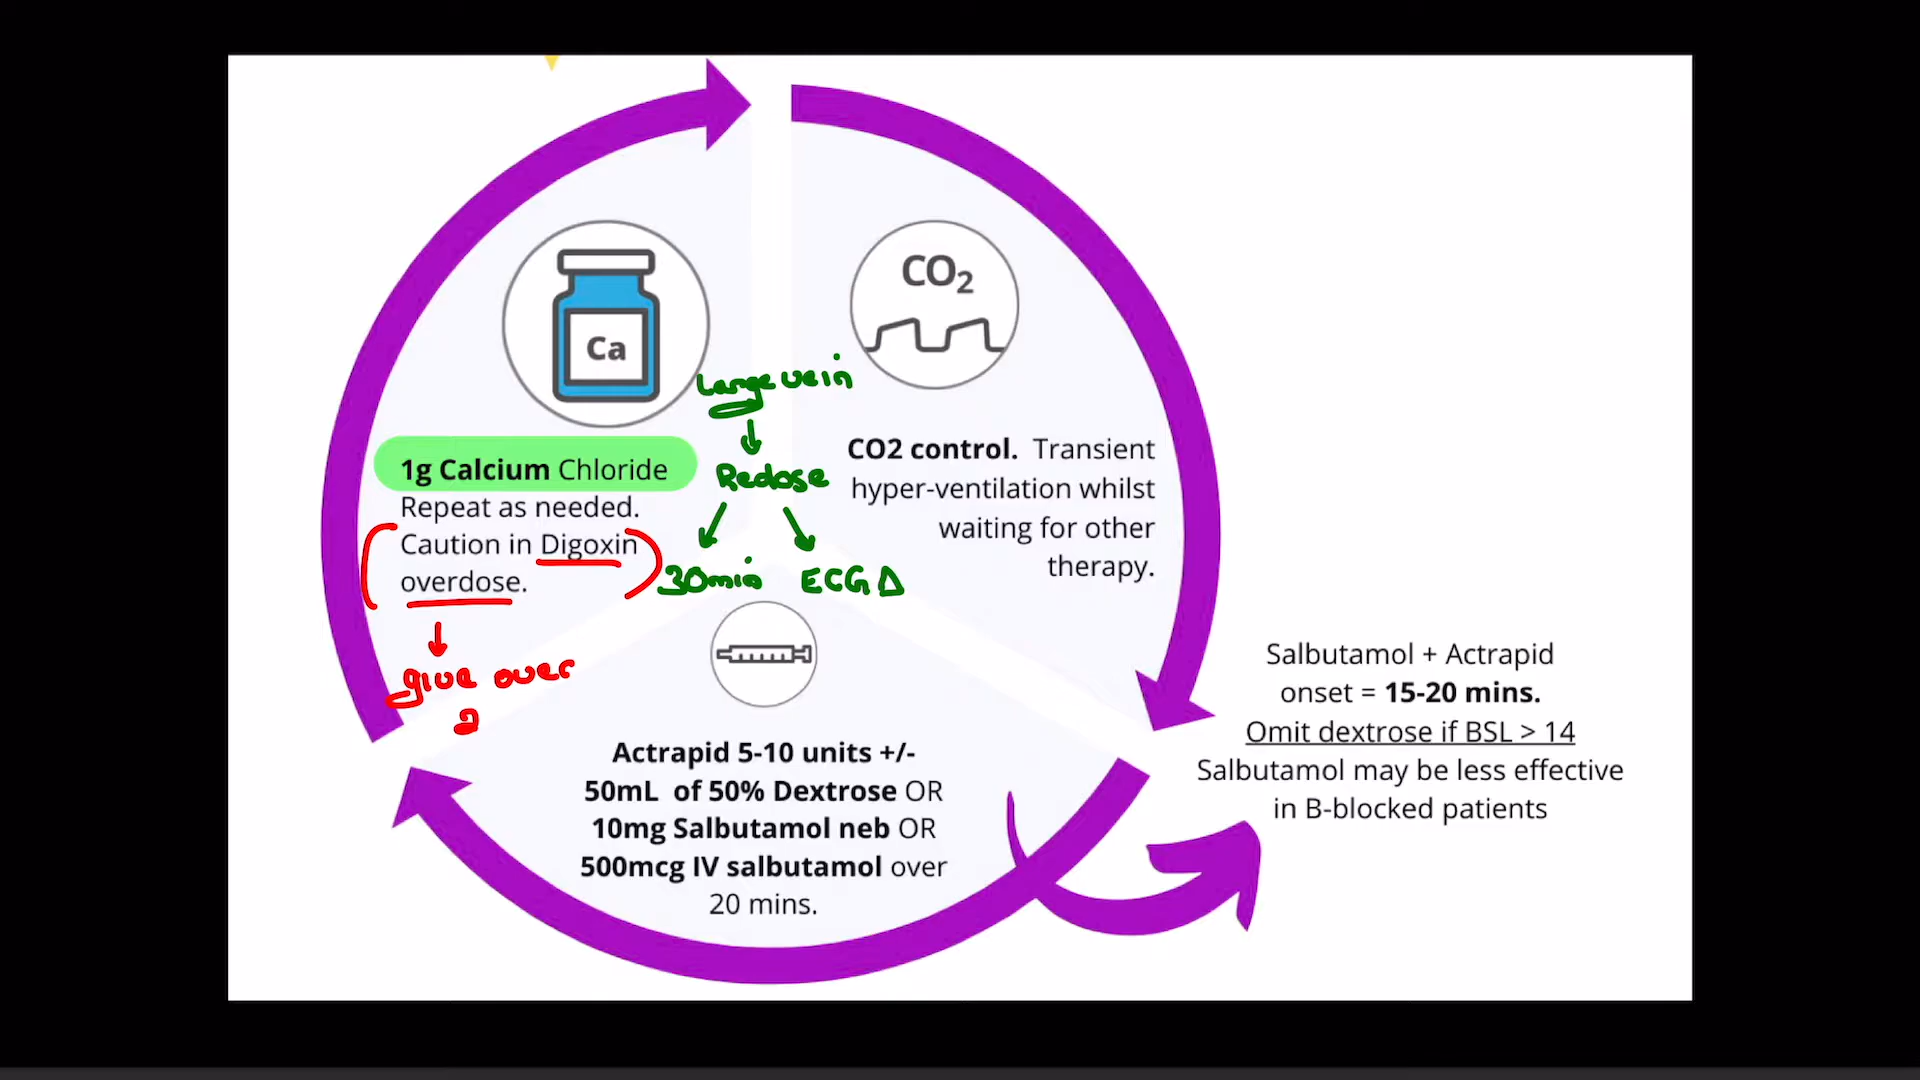 Ca
1g Calcium Chloride
Repeat as needed.
Caution in Digoxin
overdose.
give over
2
Large vein
Redose
30min ECG Δ
CO2
CO2 control. Transient
hyper-ventilation whilst
waiting for other
therapy.
Actrapid 5-10 units +/-
50mL of 50% Dextrose OR
10mg Salbutamol neb OR
500mcg IV salbutamol over
20 mins.
Salbutamol + Actrapid
onset = 15-20 mins.
Omit dextrose if BSL > 14
Salbutamol may be less effective
in B-blocked patients